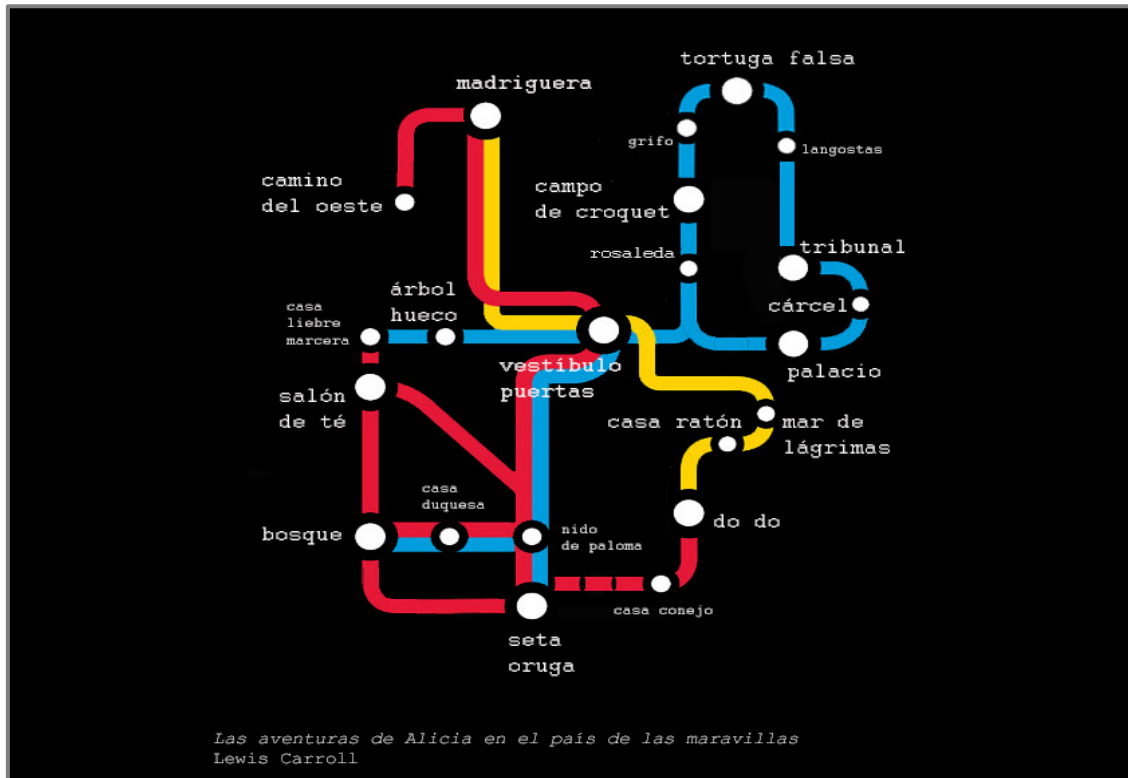 tortuga falsa
madriguera
grifo
langostas
camino
del oeste
campo
de croquet
rosaleda
tribunal
árbol
hueco
cárcel
casa
liebre
marcera
vestíbulo
puertas
palacio
salón
de té
casa ratón
mar de
lágrimas
casa
duquesa
bosque
nido
de paloma
do do
casa conejo
seta
oruga
Las aventuras de Alicia en el país de las maravillas
Lewis Carroll